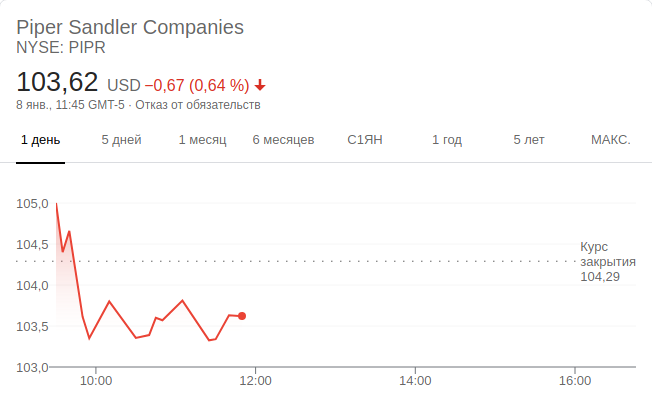 Piper Sandler Companies
NYSE: PIPR
103,62 USD −0,67 (0,64 %)
8 янв., 11:45 GMT-5 · Отказ от обязательств
1 день 5 дней 1 месяц 6 месяцев С1ЯН 1 год 5 лет МАКС.
105,0
104,5
Курс
закрытия
104,29
104,0
103,5
103,0
10:00 12:00 14:00 16:00